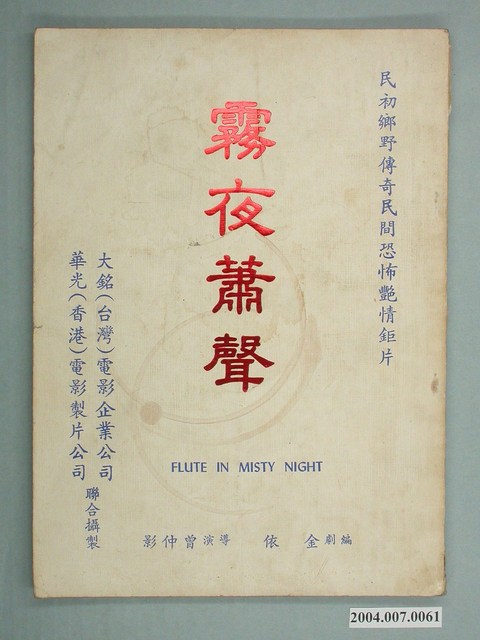 民初鄉野傳奇民間恐怖艷情鉅片
霧夜蕭聲
大銘(台灣)電影企業公司
華光(香港)電影製片公司
聯合攝製
FLUTE IN MISTY NIGHT
編劇 金依
導演 曾仲影
2004.007.0061